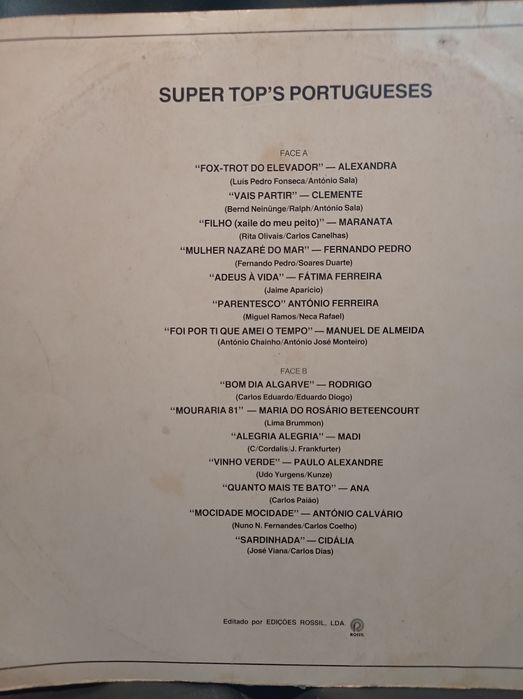 SUPER TOP'S PORTUGUESES
FACE A
"FOX-TROT DO ELEVADOR" — ALEXANDRA
(Luís Pedro Fonseca/António Sala)
"VAIS PARTIR" — CLEMENTE
(Bernd Neinünge/Ralph/António Sala)
"FILHO (xaile do meu peito)" — MARANATA
(Rita Olivais/Carlos Canelhas)
"MULHER NAZARÉ DO MAR" — FERNANDO PEDRO
(Fernando Pedro/Soares Duarte)
"ADEUS À VIDA" — FÁTIMA FERREIRA
(Jaime Aparício)
"PARENTESCO" ANTÓNIO FERREIRA
(Miguel Ramos/Neca Rafael)
"FOI POR TI QUE AMEI O TEMPO" — MANUEL DE ALMEIDA
(António Chainho/António José Monteiro)
FACE B
"BOM DIA ALGARVE" — RODRIGO
(Carlos Eduardo/Eduardo Diogo)
"MOURARIA 81" — MARIA DO ROSÁRIO BETEENCOURT
(Lima Brummon)
"ALEGRIA ALEGRIA" — MADI
(C/Cordalis/J. Frankfurter)
"VINHO VERDE" — PAULO ALEXANDRE
(Udo Yurgens/Kunze)
"QUANTO MAIS TE BATO" — ANA
(Carlos Paião)
"MOCIDADE MOCIDADE" — ANTÓNIO CALVÁRIO
(Nuno N. Fernandes/Carlos Coelho)
"SARDINHADA" — CIDÁLIA
(José Viana/Carlos Dias)
Editado por EDIÇÕES ROSSIL, LDA.
ROSSIL